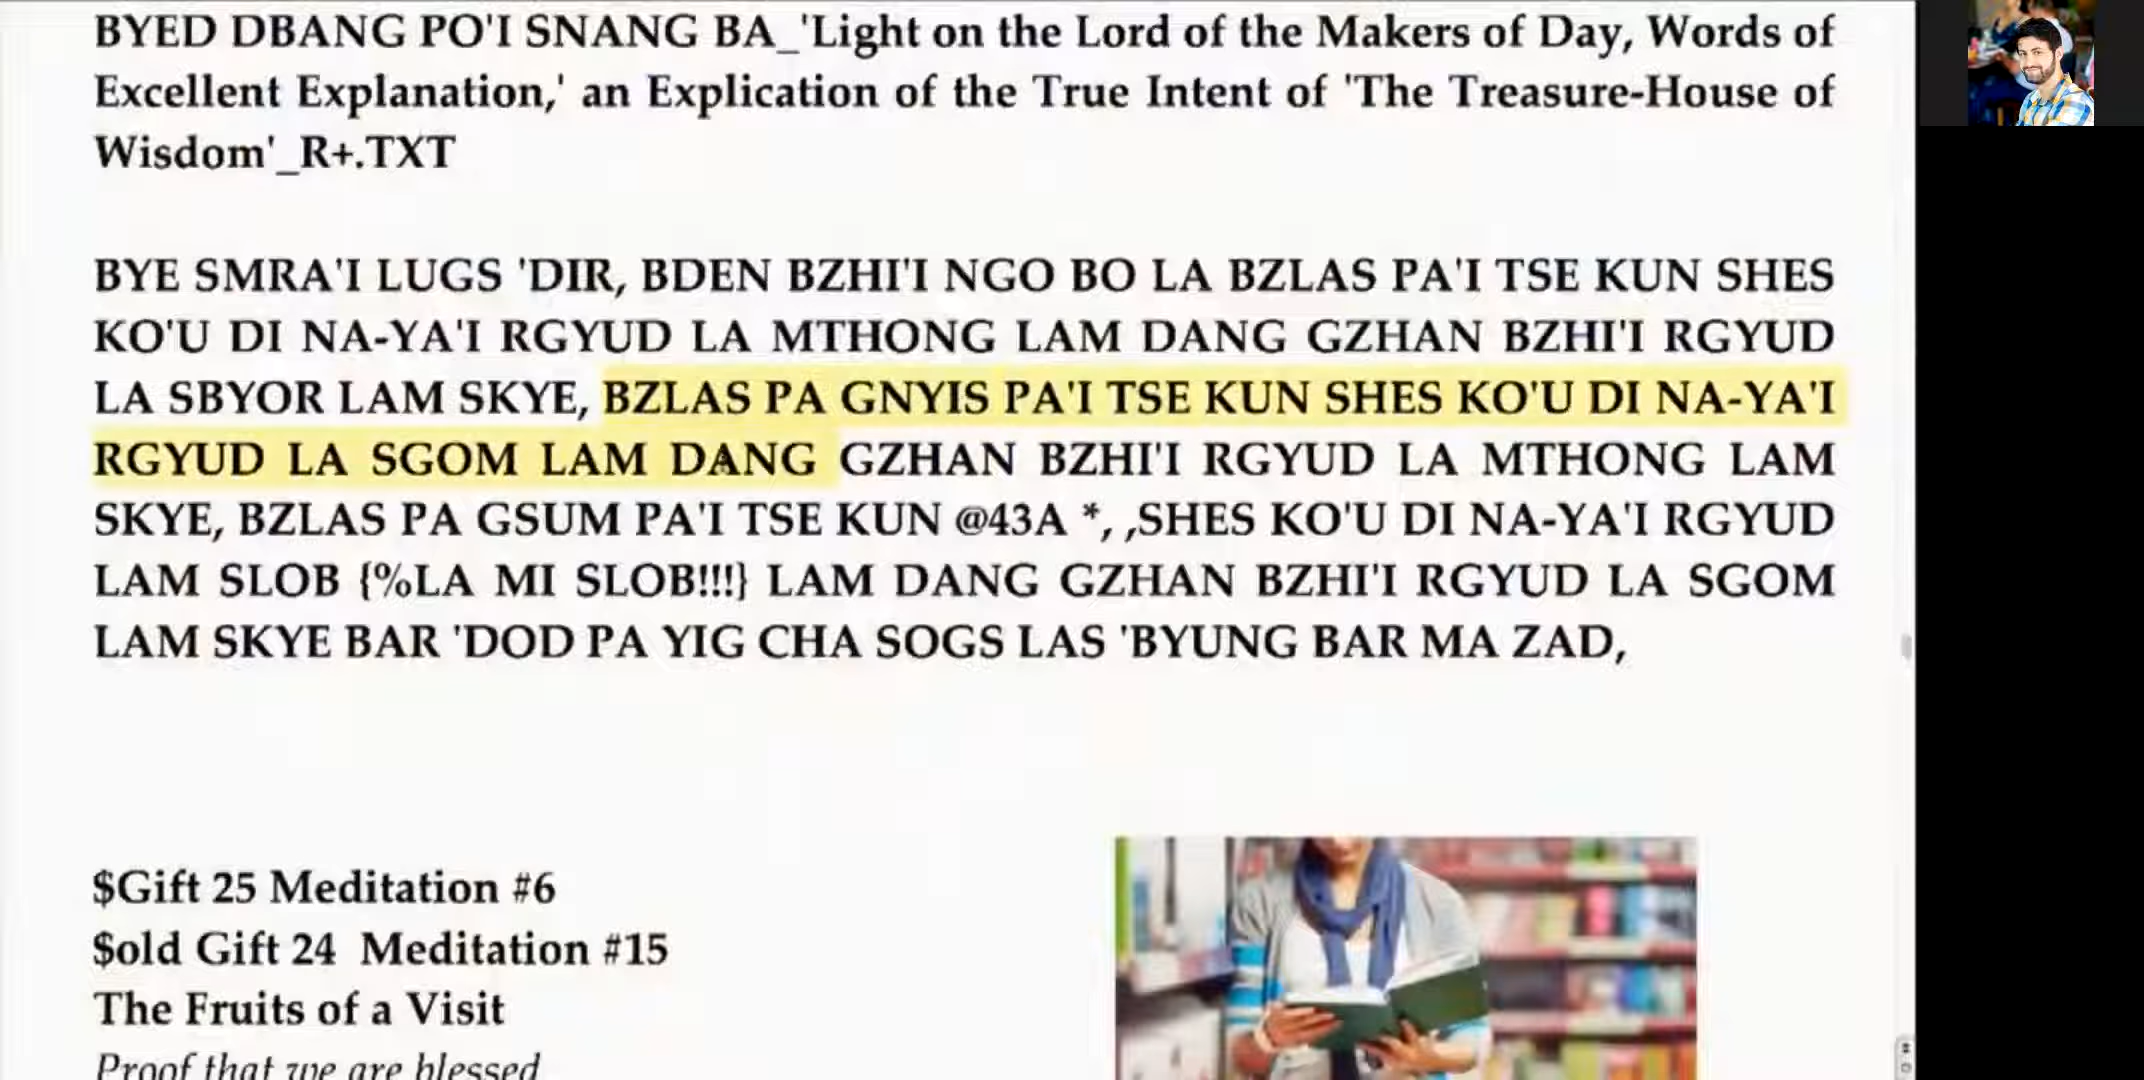 BYED DBANG PO'I SNANG BA_'Light on the Lord of the Makers of Day, Words of
Excellent Explanation,' an Explication of the True Intent of 'The Treasure-House of
Wisdom'_R+.TXT
BYE SMRA'I LUGS 'DIR, BDEN BZHI'I NGO BO LA BZLAS PA'I TSE KUN SHES
KO'U DI NA-YA'I RGYUD LA MTHONG LAM DANG GZHAN BZHI'I RGYUD
LA SBYOR LAM SKYE, BZLAS PA GNYIS PA'I TSE KUN SHES KO'U DI NA-YA'I
RGYUD LA SGOM LAM DANG GZHAN BZHI'I RGYUD LA MTHONG LAM
SKYE, BZLAS PA GSUM PA'I TSE KUN @43A *, ,SHES KO'U DI NA-YA'I RGYUD
LAM SLOB {%LA MI SLOB!!!} LAM DANG GZHAN BZHI'I RGYUD LA SGOM
LAM SKYE BAR 'DOD PA YIG CHA SOGS LAS 'BYUNG BAR MA ZAD,
$Gift 25 Meditation #6
$old Gift 24  Meditation #15
The Fruits of a Visit
Proof that we are blessed